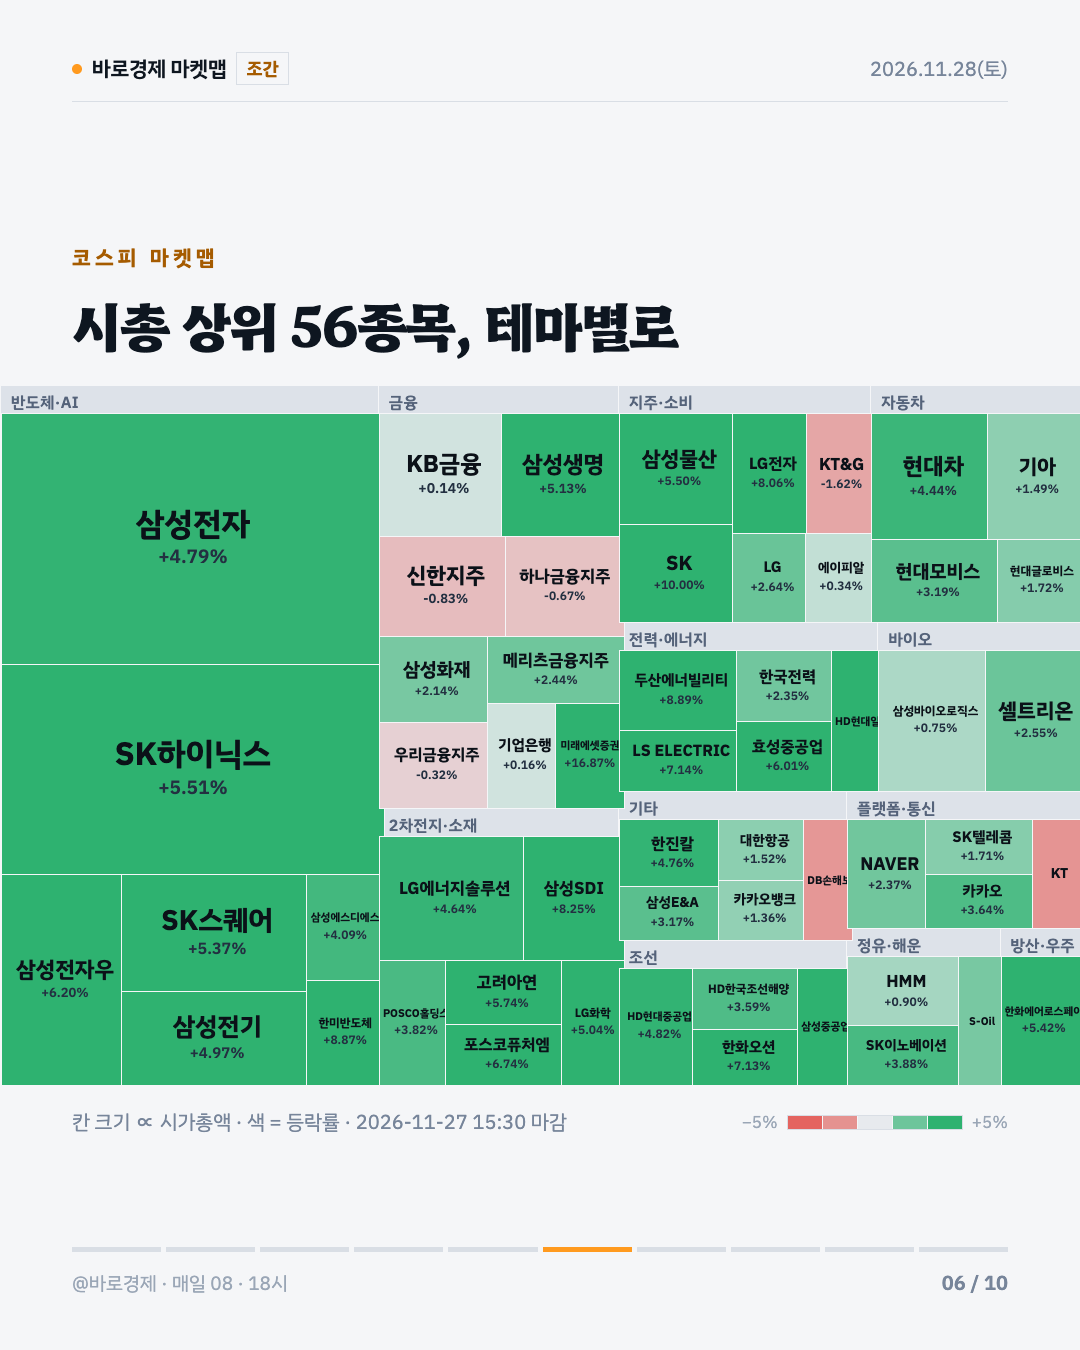 바로경제 마켓맵 조간
2026.11.28(토)
코스피 마켓맵
시총 상위 56종목, 테마별로
반도체·AI
삼성전자
+4.79%
SK하이닉스
+5.51%
삼성전자우
+6.20%
SK스퀘어
+5.37%
삼성전기
+4.97%
삼성에스디에스
+4.09%
한미반도체
+8.87%
금융
KB금융
+0.14%
삼성생명
+5.13%
신한지주
-0.83%
하나금융지주
-0.67%
삼성화재
+2.14%
메리츠금융지주
+2.44%
우리금융지주
-0.32%
기업은행
+0.16%
미래에셋증권
+16.87%
2차전지·소재
LG에너지솔루션
+4.64%
삼성SDI
+8.25%
POSCO홀딩스
+3.82%
고려아연
+5.74%
포스코퓨처엠
+6.74%
LG화학
+5.04%
지주·소비
삼성물산
+5.50%
LG전자
+8.06%
KT&G
-1.62%
SK
+10.00%
LG
+2.64%
에이피알
+0.34%
자동차
현대차
+4.44%
기아
+1.49%
현대모비스
+3.19%
현대글로비스
+1.72%
전력·에너지
두산에너빌리티
+8.89%
한국전력
+2.35%
HD현대일
LS ELECTRIC
+7.14%
효성중공업
+6.01%
바이오
삼성바이오로직스
+0.75%
셀트리온
+2.55%
기타
한진칼
+4.76%
대한항공
+1.52%
DB손해보
삼성E&A
+3.17%
카카오뱅크
+1.36%
플랫폼·통신
NAVER
+2.37%
SK텔레콤
+1.71%
KT
카카오
+3.64%
조선
HD현대중공업
+4.82%
HD한국조선해양
+3.59%
한화오션
+7.13%
삼성중공업
정유·해운
HMM
+0.90%
SK이노베이션
+3.88%
S-Oil
방산·우주
한화에어로스페이
+5.42%
칸 크기 ∝ 시가총액 · 색 = 등락률 · 2026-11-27 15:30 마감
−5%
+5%
@바로경제 · 매일 08 · 18시
06 / 10